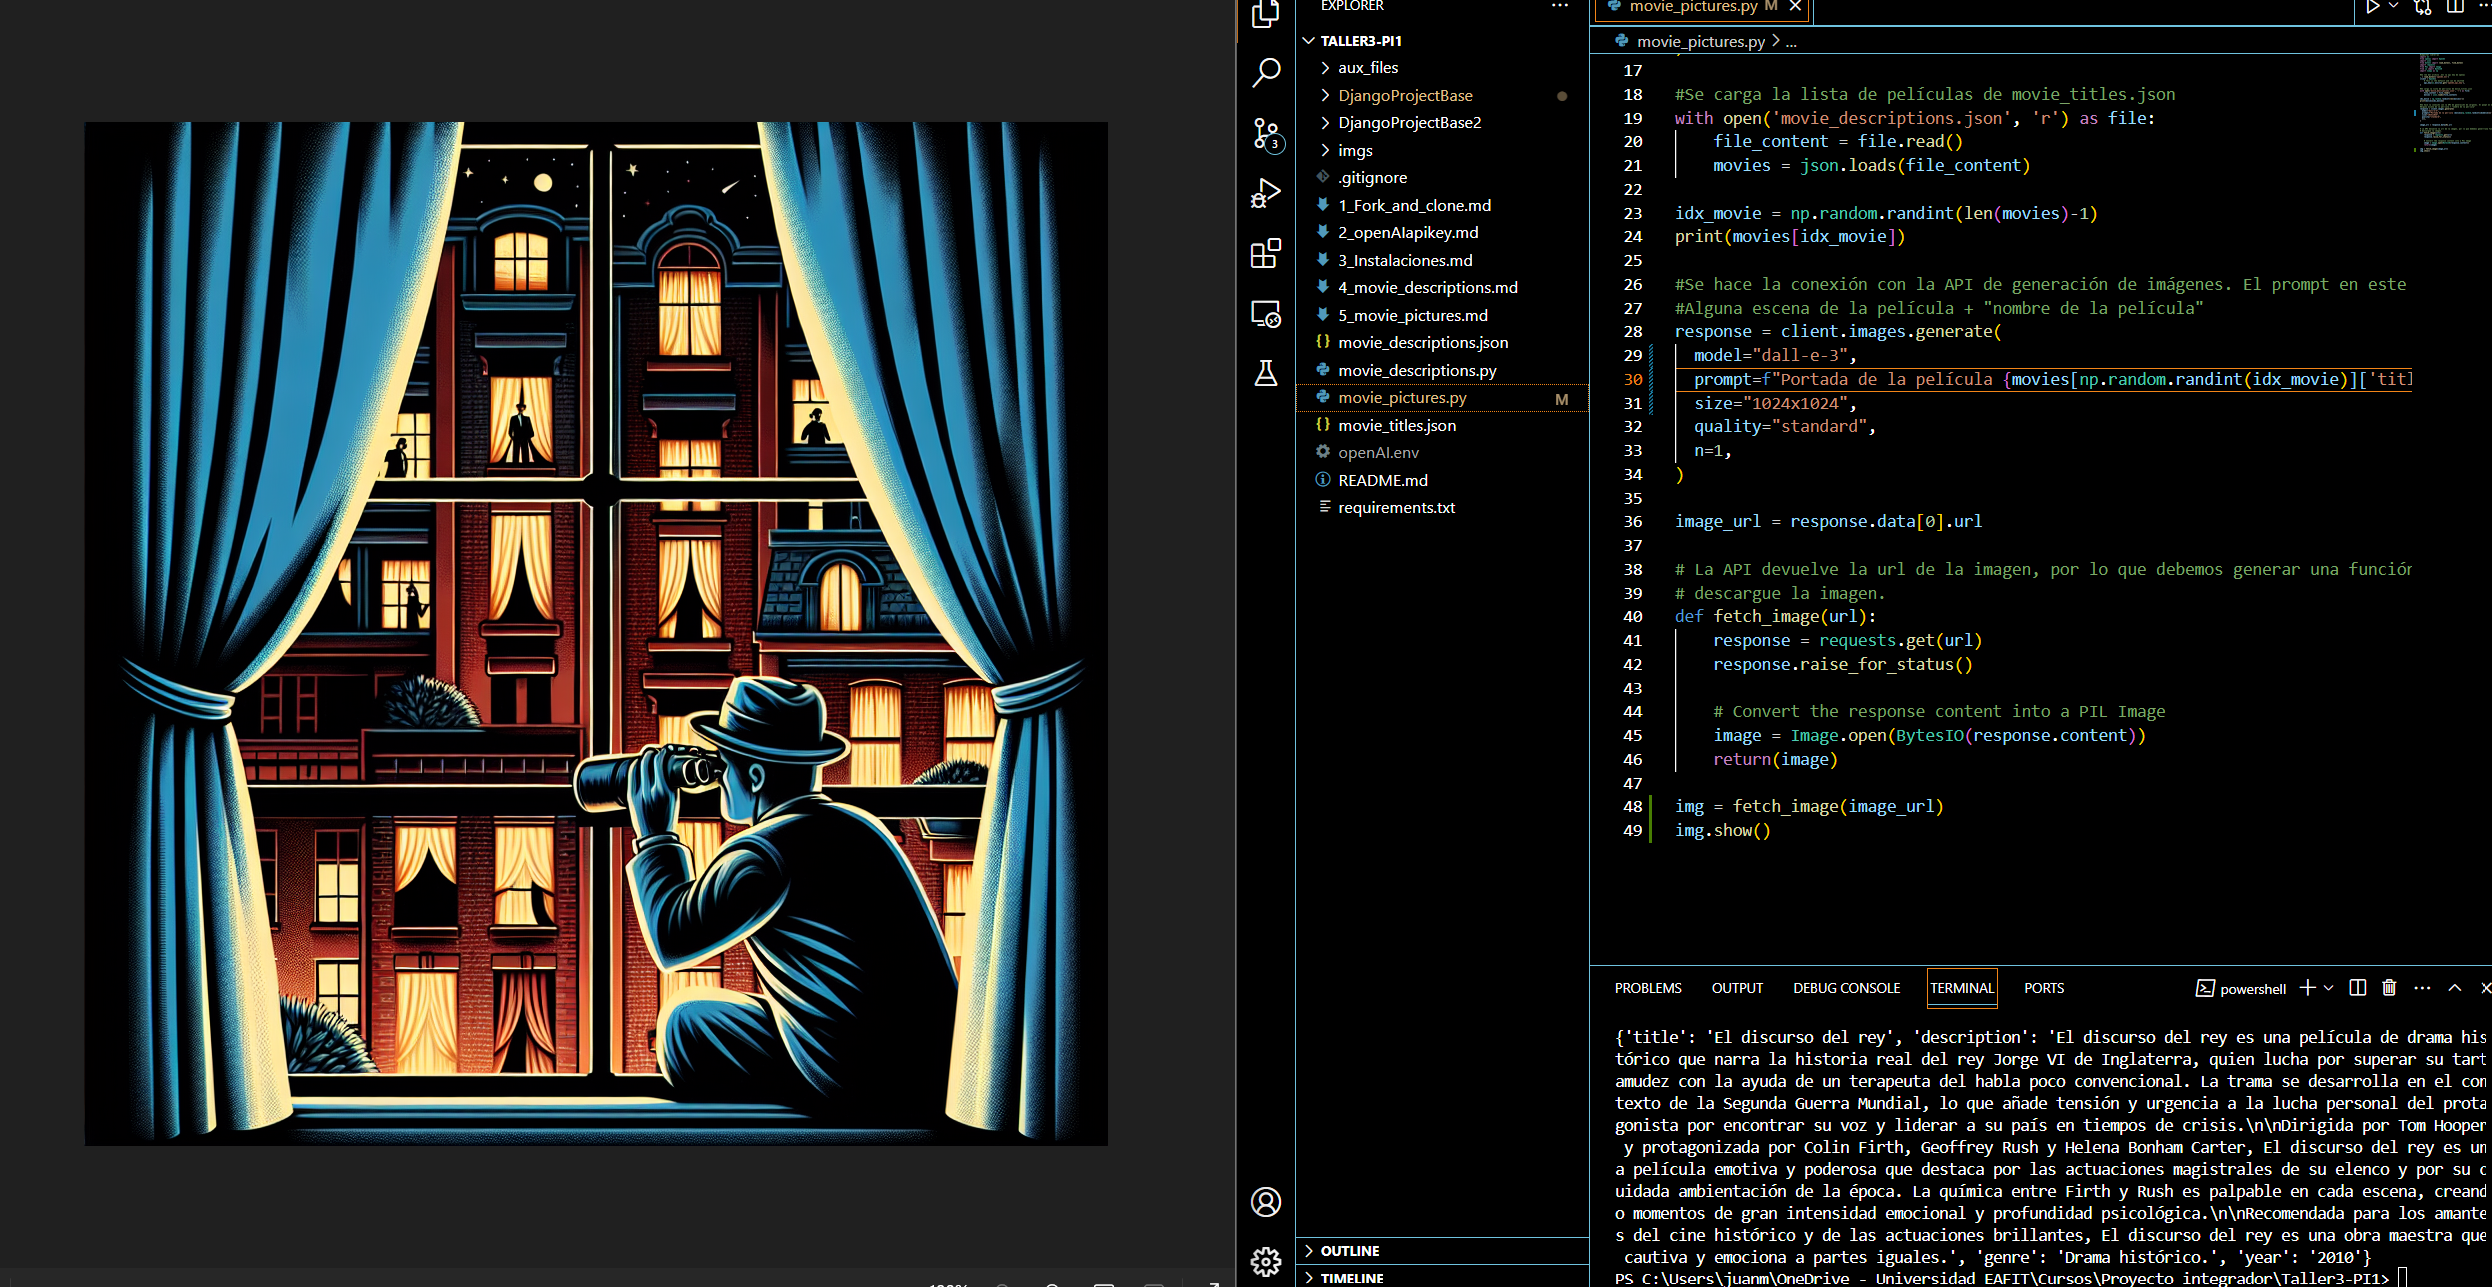 EXPLORER
TALLER3-PI1
aux_files
DjangoProjectBase
DjangoProjectBase2
imgs
.gitignore
1_Fork_and_clone.md
2_openAIapikey.md
3_Instalaciones.md
4_movie_descriptions.md
5_movie_pictures.md
movie_descriptions.json
movie_descriptions.py
movie_pictures.py M
movie_titles.json
openAI.env
README.md
requirements.txt
OUTLINE
TIMELINE
3
movie_pictures.py M
movie_pictures.py > ...
17
18 #Se carga la lista de películas de movie_titles.json
19 with open('movie_descriptions.json', 'r') as file:
20 file_content = file.read()
21 movies = json.loads(file_content)
22
23 idx_movie = np.random.randint(len(movies)-1)
24 print(movies[idx_movie])
25
26 #Se hace la conexión con la API de generación de imágenes. El prompt en este
27 #Alguna escena de la película + "nombre de la película"
28 response = client.images.generate(
29 model="dall-e-3",
30 prompt=f"Portada de la película {movies[np.random.randint(idx_movie)]['titl
31 size="1024x1024",
32 quality="standard",
33 n=1,
34 )
35
36 image_url = response.data[0].url
37
38 # La API devuelve la url de la imagen, por lo que debemos generar una función
39 # descargue la imagen.
40 def fetch_image(url):
41 response = requests.get(url)
42 response.raise_for_status()
43
44 # Convert the response content into a PIL Image
45 image = Image.open(BytesIO(response.content))
46 return(image)
47
48 img = fetch_image(image_url)
49 img.show()
PROBLEMS OUTPUT DEBUG CONSOLE TERMINAL PORTS powershell
{'title': 'El discurso del rey', 'description': 'El discurso del rey es una película de drama his
tórico que narra la historia real del rey Jorge VI de Inglaterra, quien lucha por superar su tart
amudez con la ayuda de un terapeuta del habla poco convencional. La trama se desarrolla en el con
texto de la Segunda Guerra Mundial, lo que añade tensión y urgencia a la lucha personal del prota
gonista por encontrar su voz y liderar a su país en tiempos de crisis.\n\nDirigida por Tom Hooper
y protagonizada por Colin Firth, Geoffrey Rush y Helena Bonham Carter, El discurso del rey es un
a película emotiva y poderosa que destaca por las actuaciones magistrales de su elenco y por su c
uidada ambientación de la época. La química entre Firth y Rush es palpable en cada escena, creand
o momentos de gran intensidad emocional y profundidad psicológica.\n\nRecomendada para los amante
s del cine histórico y de las actuaciones brillantes, El discurso del rey es una obra maestra que
cautiva y emociona a partes iguales.', 'genre': 'Drama histórico.', 'year': '2010'}
PS C:\Users\juanm\OneDrive - Universidad EAFIT\Cursos\Proyecto integrador\Taller3-PI1>